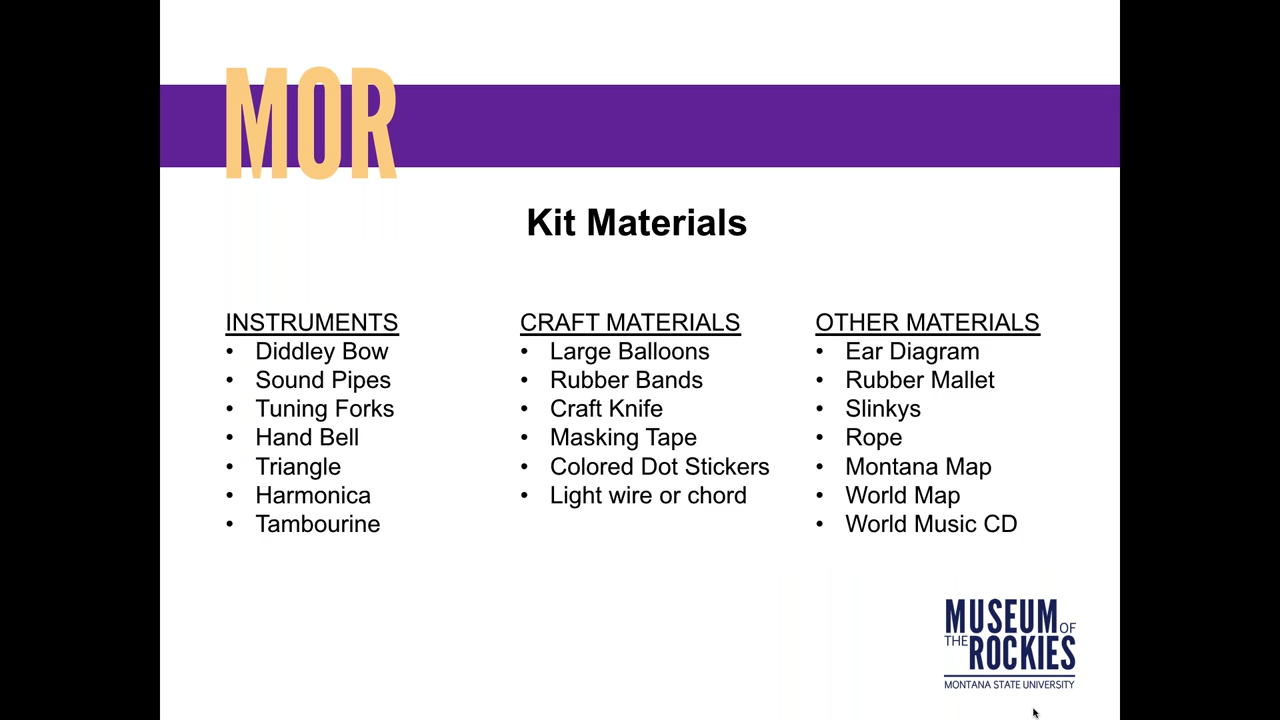 MOR
Kit Materials
INSTRUMENTS
• Diddley Bow
• Sound Pipes
• Tuning Forks
• Hand Bell
• Triangle
• Harmonica
• Tambourine
CRAFT MATERIALS
• Large Balloons
• Rubber Bands
• Craft Knife
• Masking Tape
• Colored Dot Stickers
• Light wire or chord
OTHER MATERIALS
• Ear Diagram
• Rubber Mallet
• Slinkys
• Rope
• Montana Map
• World Map
• World Music CD
MUSEUM OF
THE ROCKIES
MONTANA STATE UNIVERSITY